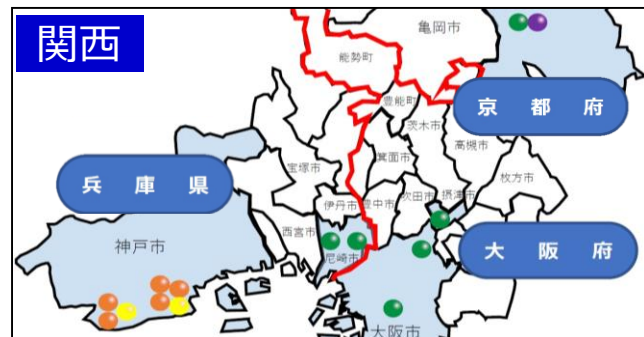 関西
亀岡市
能勢町
豊能町
茨木市
京都府
高槻市
箕面市
兵庫県
宝塚市
枚方市
伊丹市
豊中市
吹田市
摂津市
西宮市
神戸市
尼崎市
大阪府
大阪市